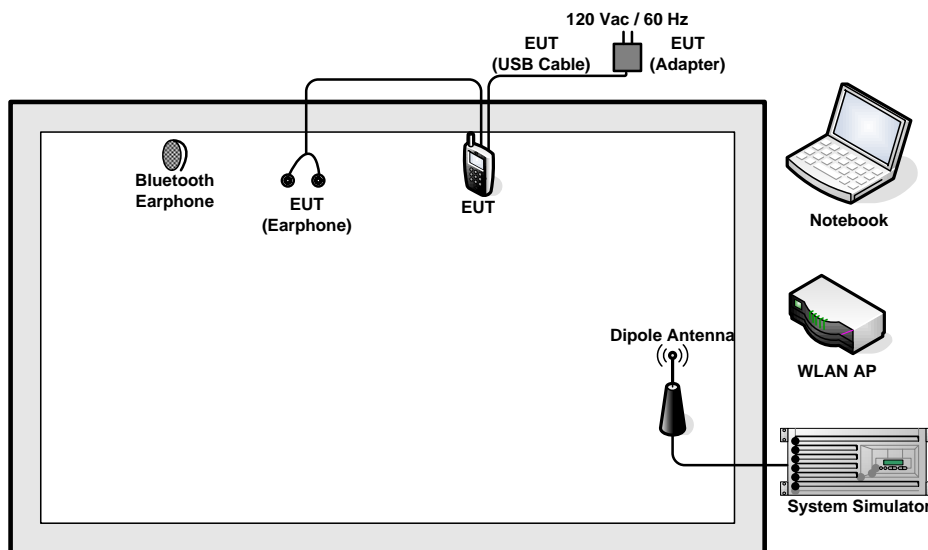 120 Vac / 60 Hz
EUT
(USB Cable)
EUT
(Adapter)
Bluetooth
Earphone
EUT
(Earphone)
EUT
Notebook
Dipole Antenna
WLAN AP
System Simulator